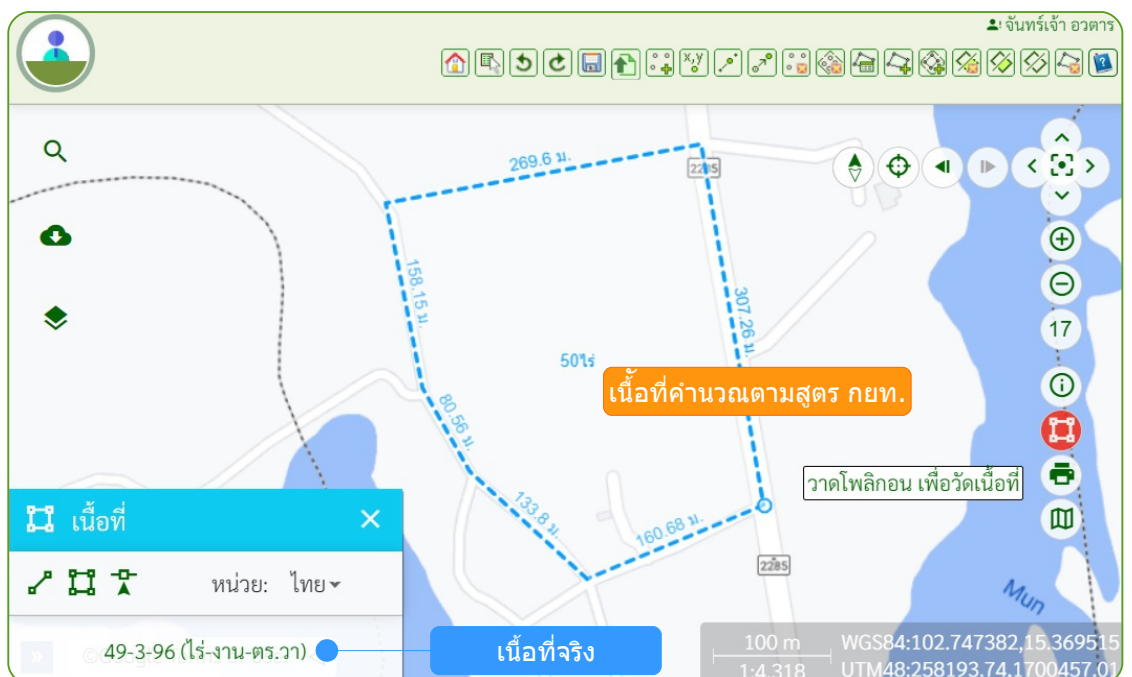 จันทร์เจ้า อวตาร
x,y
269.6 ม.
2285
158.15 ม.
307.26 ม.
17
50ไร่
เนื้อที่คำนวณตามสูตร กยท.
80.56 ม.
วาดโพลิกอน เพื่อวัดเนื้อที่
133.8 ม.
160.68 ม.
เนื้อที่
2285
หน่วย: ไทย
Mun
49-3-96 (ไร่-งาน-ตร.วา)
เนื้อที่จริง
100 m
WGS84:102.747382,15.369515
1:4,318
UTM48:258193.74,1700457.01